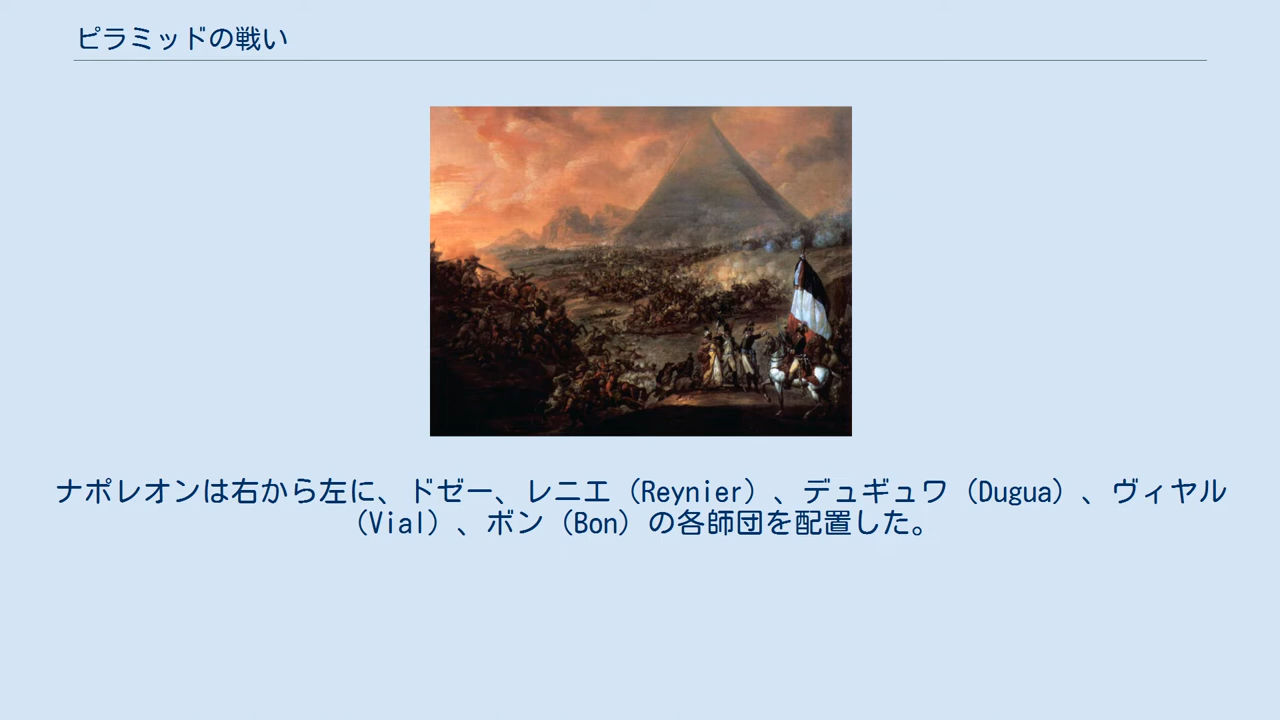 ピラミッドの戦い
ナポレオンは右から左に、ドゼー、レニエ（Reynier）、デュギュワ（Dugua）、ヴィヤル
（Vial）、ボン（Bon）の各師団を配置した。